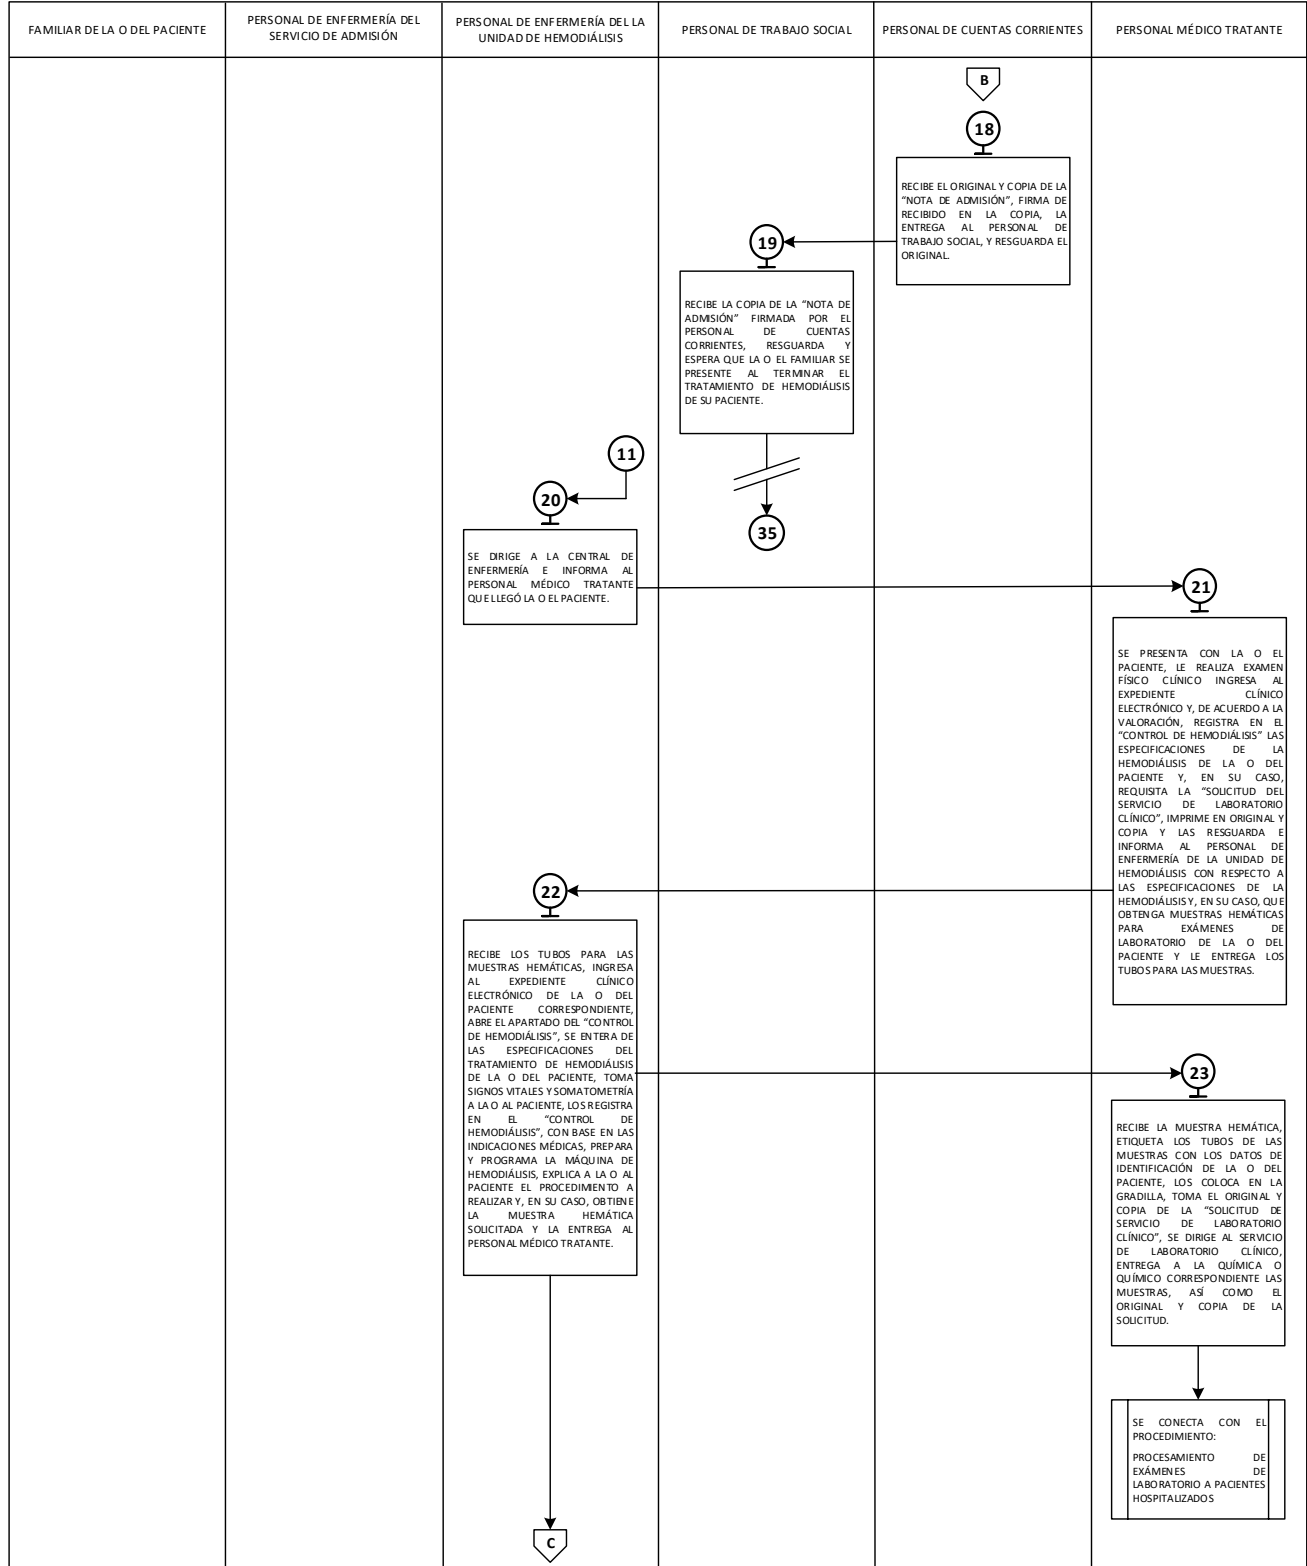 FAMILIAR DE LA O DEL PACIENTE
PERSONAL DE ENFERMERÍA DEL
SERVICIO DE ADMISIÓN
PERSONAL DE ENFERMERÍA DEL LA
UNIDAD DE HEMODIÁLISIS
PERSONAL DE TRABAJO SOCIAL
PERSONAL DE CUENTAS CORRIENTES
PERSONAL MÉDICO TRATANTE
B
18
RECIBE EL ORIGINAL Y COPIA DE LA
“NOTA DE ADMISIÓN”, FIRMA DE
RECIBIDO EN LA COPIA, LA
ENTREGA AL PERSONAL DE
TRABAJO SOCIAL, Y RESGUARDA EL
ORIGINAL.
19
RECIBE LA COPIA DE LA “NOTA DE
ADMISIÓN” FIRMADA POR EL
PERSONAL DE CUENTAS
CORRIENTES, RESGUARDA Y
ESPERA QUE LA O EL FAMILIAR SE
PRESENTE AL TERMINAR EL
TRATAMIENTO DE HEMODIÁLISIS
DE SU PACIENTE.
35
11
20
SE DIRIGE A LA CENTRAL DE
ENFERMERÍA E INFORMA AL
PERSONAL MÉDICO TRATANTE
QUE LLEGÓ LA O EL PACIENTE.
21
SE PRESENTA CON LA O EL
PACIENTE, LE REALIZA EXAMEN
FÍSICO CLÍNICO INGRESA AL
EXPEDIENTE CLÍNICO
ELECTRÓNICO Y, DE ACUERDO A LA
VALORACIÓN, REGISTRA EN EL
“CONTROL DE HEMODIÁLISIS” LAS
ESPECIFICACIONES DE LA
HEMODIÁLISIS DE LA O DEL
PACIENTE Y, EN SU CASO,
REQUISITA LA “SOLICITUD DEL
SERVICIO DE LABORATORIO
CLÍNICO”, IMPRIME EN ORIGINAL Y
COPIA Y LAS RESGUARDA E
INFORMA AL PERSONAL DE
ENFERMERÍA DE LA UNIDAD DE
HEMODIÁLISIS CON RESPECTO A
LAS ESPECIFICACIONES DE LA
HEMODIÁLISIS Y, EN SU CASO, QUE
OBTENGA MUESTRAS HEMÁTICAS
PARA EXÁMENES DE
LABORATORIO DE LA O DEL
PACIENTE Y LE ENTREGA LOS
TUBOS PARA LAS MUESTRAS.
22
RECIBE LOS TUBOS PARA LAS
MUESTRAS HEMÁTICAS, INGRESA
AL EXPEDIENTE CLÍNICO
ELECTRÓNICO DE LA O DEL
PACIENTE CORRESPONDIENTE,
ABRE EL APARTADO DEL “CONTROL
DE HEMODIÁLISIS”, SE ENTERA DE
LAS ESPECIFICACIONES DEL
TRATAMIENTO DE HEMODIÁLISIS
DE LA O DEL PACIENTE, TOMA
SIGNOS VITALES Y SOMATOMETRÍA
A LA O AL PACIENTE, LOS REGISTRA
EN EL “CONTROL DE
HEMODIÁLISIS”, CON BASE EN LAS
INDICACIONES MÉDICAS, PREPARA
Y PROGRAMA LA MÁQUINA DE
HEMODIÁLISIS, EXPLICA A LA O AL
PACIENTE EL PROCEDIMIENTO A
REALIZAR Y, EN SU CASO, OBTIENE
LA MUESTRA HEMÁTICA
SOLICITADA Y LA ENTREGA AL
PERSONAL MÉDICO TRATANTE.
23
RECIBE LA MUESTRA HEMÁTICA,
ETIQUETA LOS TUBOS DE LAS
MUESTRAS CON LOS DATOS DE
IDENTIFICACIÓN DE LA O DEL
PACIENTE, LOS COLOCA EN LA
GRADILLA, TOMA EL ORIGINAL Y
COPIA DE LA “SOLICITUD DE
SERVICIO DE LABORATORIO
CLÍNICO”, SE DIRIGE AL SERVICIO
DE LABORATORIO CLÍNICO,
ENTREGA A LA QUÍMICA O
QUÍMICO CORRESPONDIENTE LAS
MUESTRAS, ASÍ COMO EL
ORIGINAL Y COPIA DE LA
SOLICITUD.
SE CONECTA CON EL
PROCEDIMIENTO:
PROCESAMIENTO DE
EXÁMENES DE
LABORATORIO A PACIENTES
HOSPITALIZADOS
C